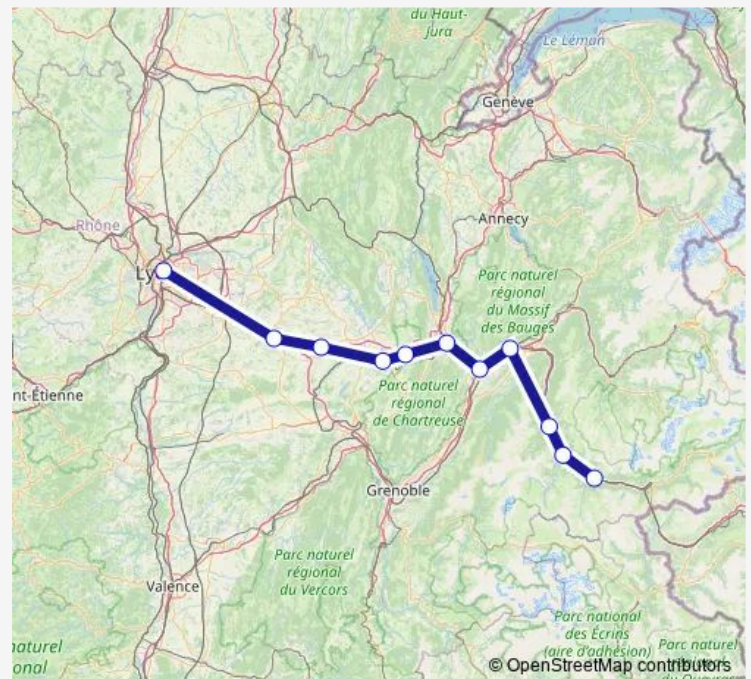 du Haut-
Jura
Le Léman
Genève
Rhône
Annecy
Ly
Parc naturel
régional
du Massif
des Bauges
nt-Étienne
Parc naturel
régional
de Chartreuse
Grenoble
Parc naturel
régional
du Vercors
Valence
Parc national
des Écrins
(aire d'adhésion)
Parc naturel
aturel
onal
© OpenStreetMap contributors